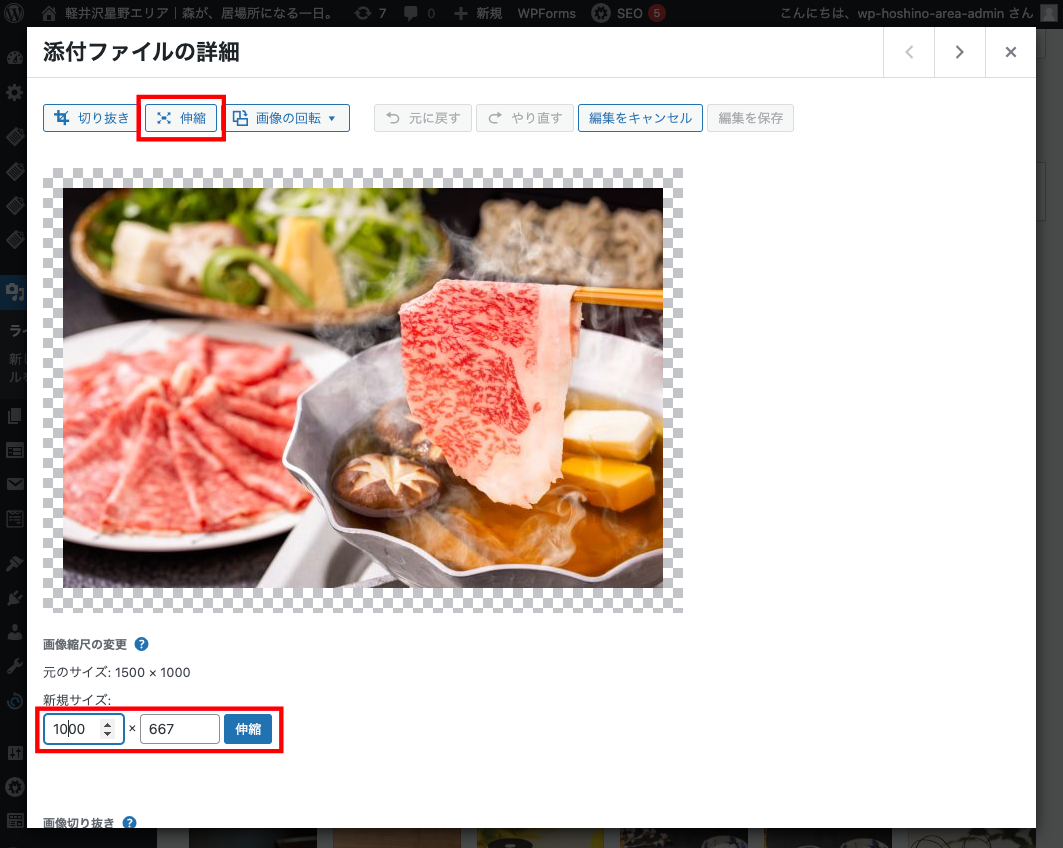 軽井沢星野エリア｜森が、居場所になる一日。 7 0 新規 WPForms SEO 5 こんにちは、wp-hoshino-area-admin さん
添付ファイルの詳細
切り抜き 伸縮 画像の回転 元に戻す やり直す 編集をキャンセル 編集を保存
画像縮尺の変更
元のサイズ: 1500 × 1000
新規サイズ:
1000 × 667 伸縮
画像切り抜き